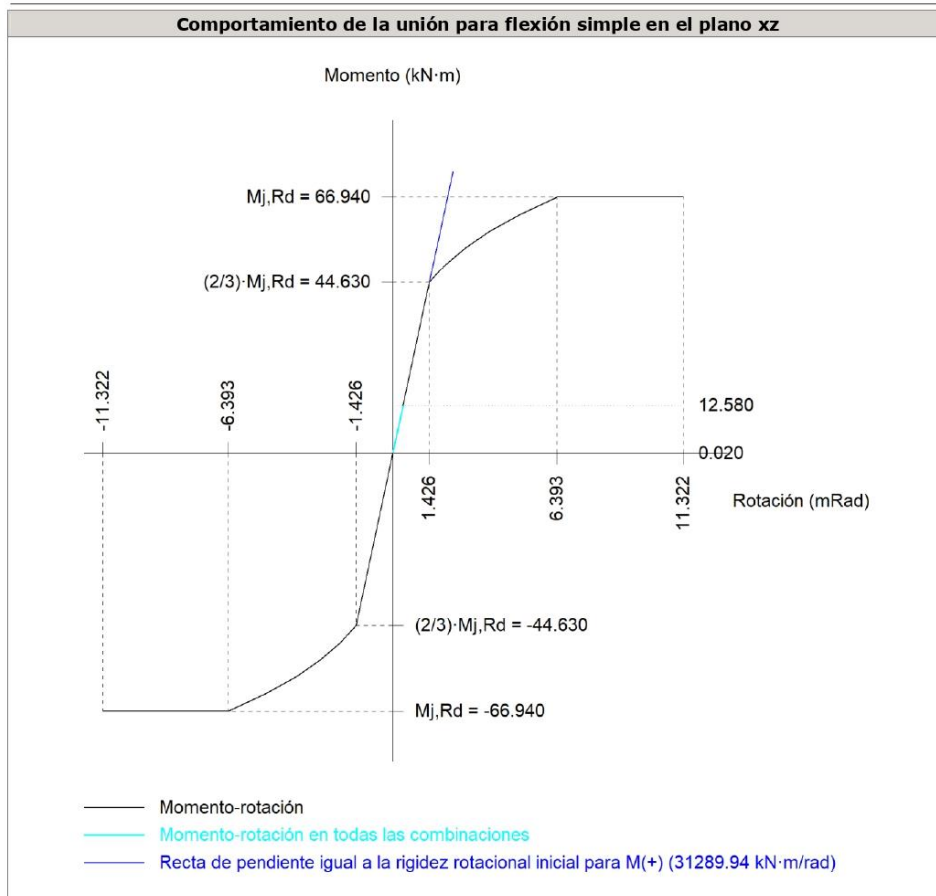 Comportamiento de la unión para flexión simple en el plano xz
Momento (kN·m)
Mj,Rd = 66.940
(2/3)·Mj,Rd = 44.630
-11.322
-6.393
-1.426
12.580
0.020
1.426
6.393
11.322
Rotación (mRad)
(2/3)·Mj,Rd = -44.630
Mj,Rd = -66.940
Momento-rotación
Momento-rotación en todas las combinaciones
Recta de pendiente igual a la rigidez rotacional inicial para M(+) (31289.94 kN·m/rad)